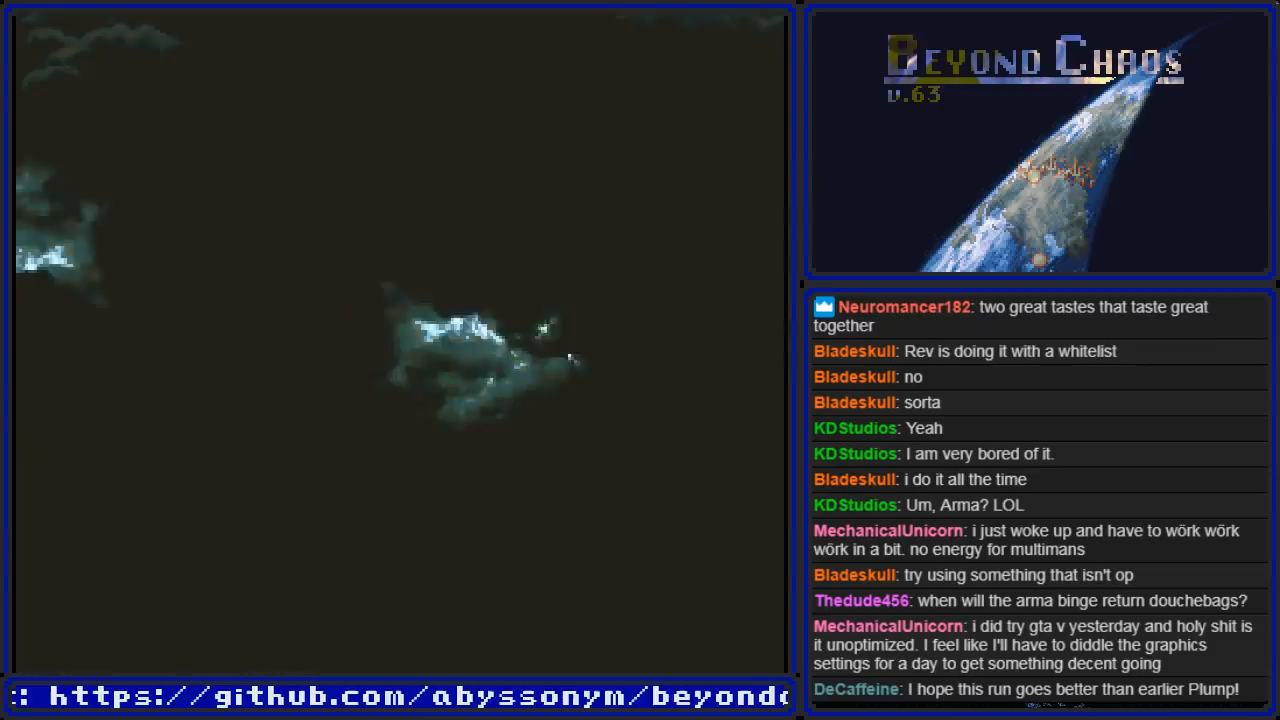 BEYOND CHAOS
v.63
Neuromancer182: two great tastes that taste great
together
Bladeskull: Rev is doing it with a whitelist
Bladeskull: no
Bladeskull: sorta
KDStudios: Yeah
KDStudios: I am very bored of it.
Bladeskull: i do it all the time
KDStudios: Um, Arma? LOL
MechanicalUnicorn: i just woke up and have to wörk wörk
wörk in a bit. no energy for multimans
Bladeskull: try using something that isn't op
Thedude456: when will the arma binge return douchebags?
MechanicalUnicorn: i did try gta v yesterday and holy shit is
it unoptimized. I feel like I'll have to diddle the graphics
settings for a day to get something decent going
DeCaffeine: I hope this run goes better than earlier Plump!
: https://github.com/abyssonym/beyond